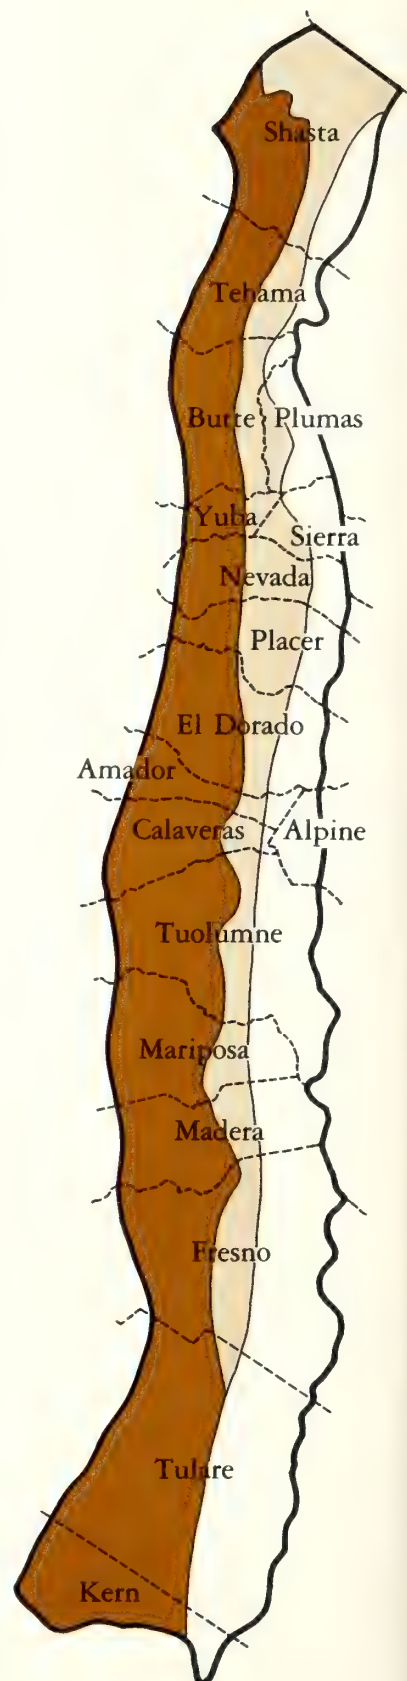 Shasta
Tehama
Butte Plumas
Yuba
Sierra
Nevada
Placer
El Dorado
Amador
Calaveras Alpine
Tuolumne
Mariposa
Madera
Fresno
Tulare
Kern